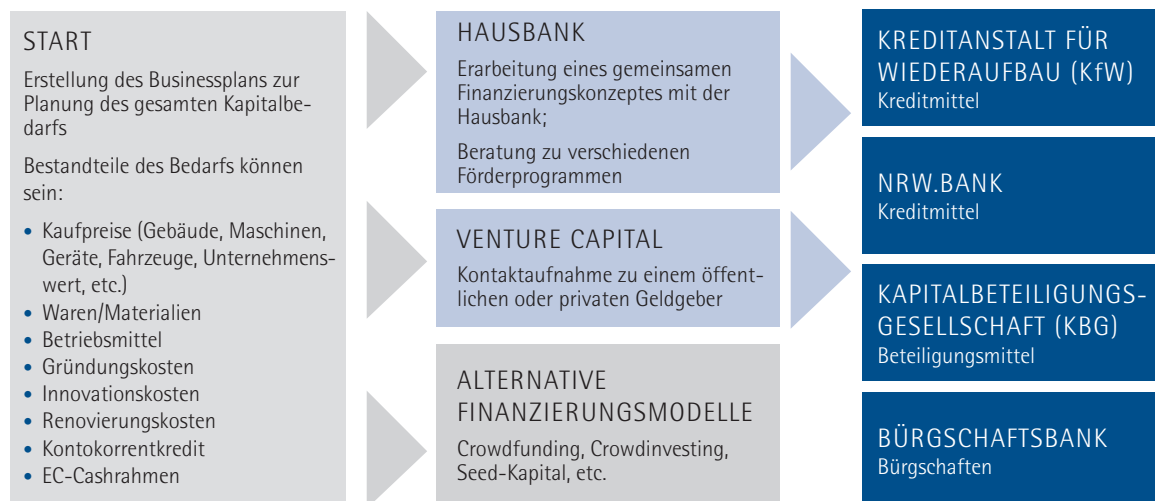 START
Erstellung des Businessplans zur
Planung des gesamten Kapitalbe-
darfs
Bestandteile des Bedarfs können
sein:
• Kaufpreise (Gebäude, Maschinen,
Geräte, Fahrzeuge, Unternehmens-
wert, etc.)
• Waren/Materialien
• Betriebsmittel
• Gründungskosten
• Innovationskosten
• Renovierungskosten
• Kontokorrentkredit
• EC-Cashrahmen
HAUSBANK
Erarbeitung eines gemeinsamen
Finanzierungskonzeptes mit der
Hausbank;
Beratung zu verschiedenen
Förderprogrammen
VENTURE CAPITAL
Kontaktaufnahme zu einem öffent-
lichen oder privaten Geldgeber
ALTERNATIVE
FINANZIERUNGSMODELLE
Crowdfunding, Crowdinvesting,
Seed-Kapital, etc.
KREDITANSTALT FÜR
WIEDERAUFBAU (KfW)
Kreditmittel
NRW.BANK
Kreditmittel
KAPITALBETEILIGUNGS-
GESELLSCHAFT (KBG)
Beteiligungsmittel
BÜRGSCHAFTSBANK
Bürgschaften